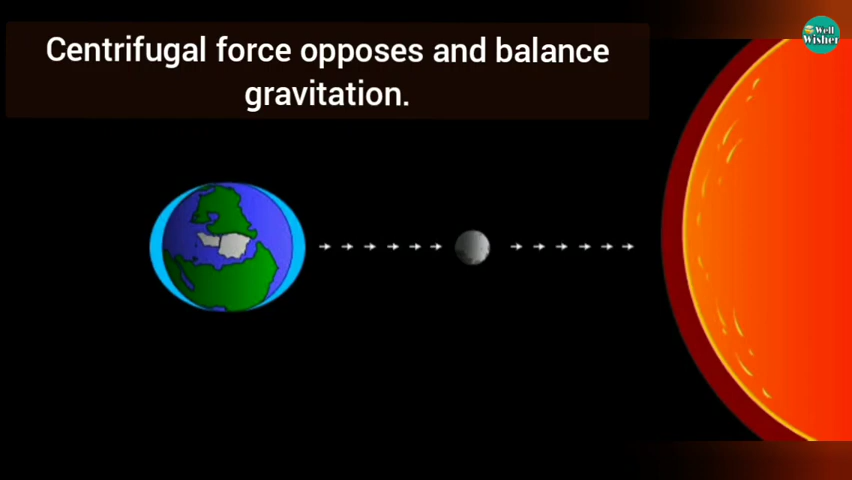 Centrifugal force opposes and balance
gravitation.
Well
Wisher